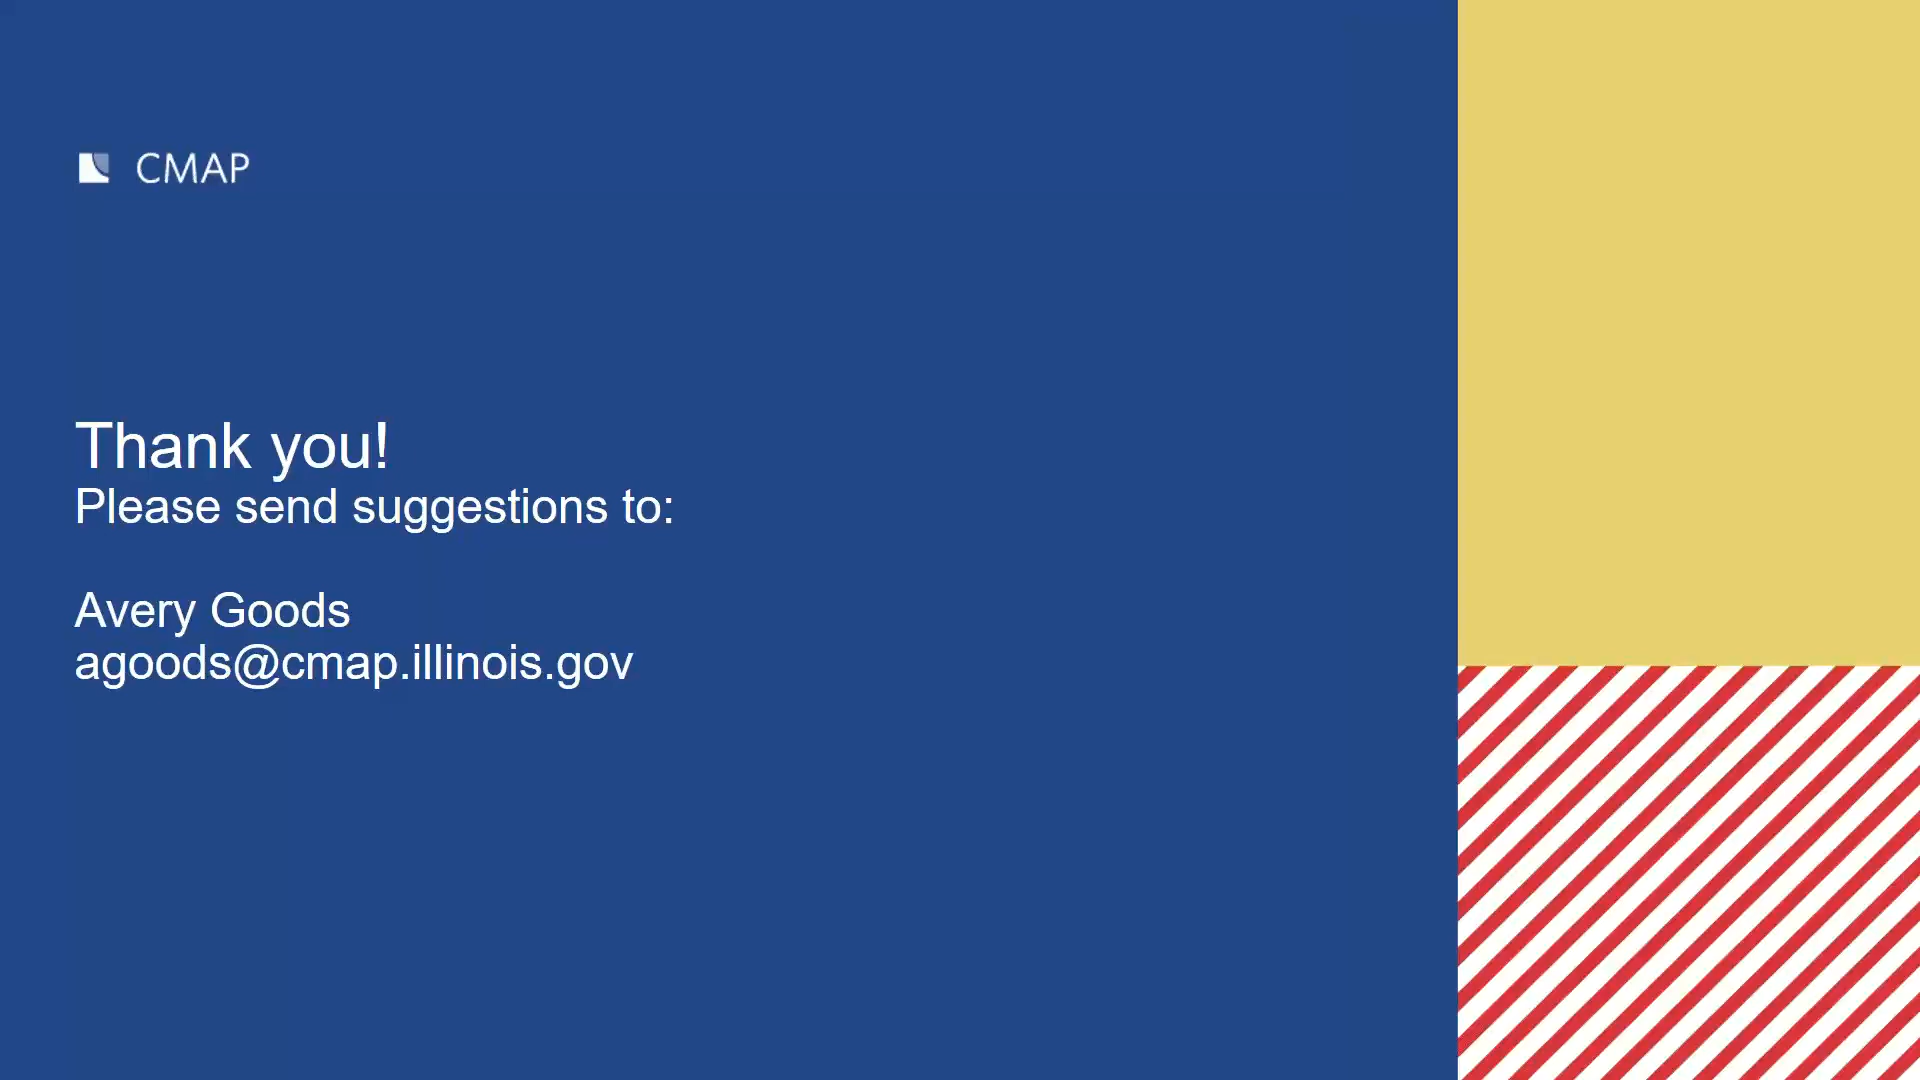 CMAP
Thank you!
Please send suggestions to:
Avery Goods
agoods@cmap.illinois.gov